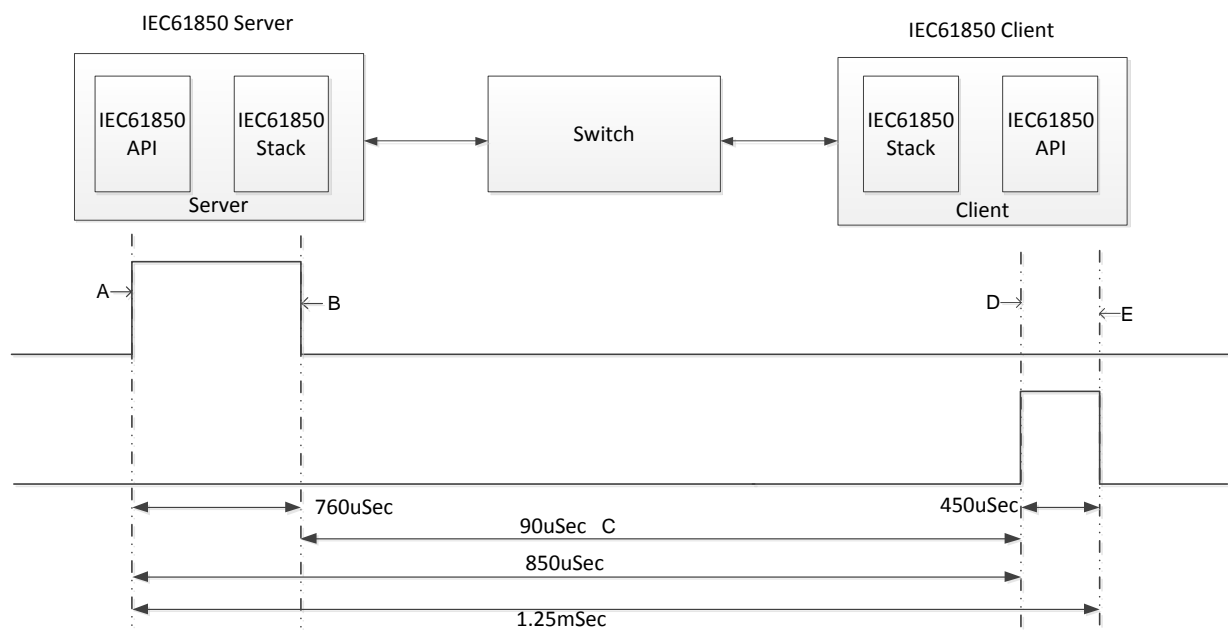 IEC61850 Server
IEC61850 Client
IEC61850
API
IEC61850
Stack
Server
Switch
IEC61850
Stack
IEC61850
API
Client
A
B
D
E
760uSec
450uSec
90uSec C
850uSec
1.25mSec